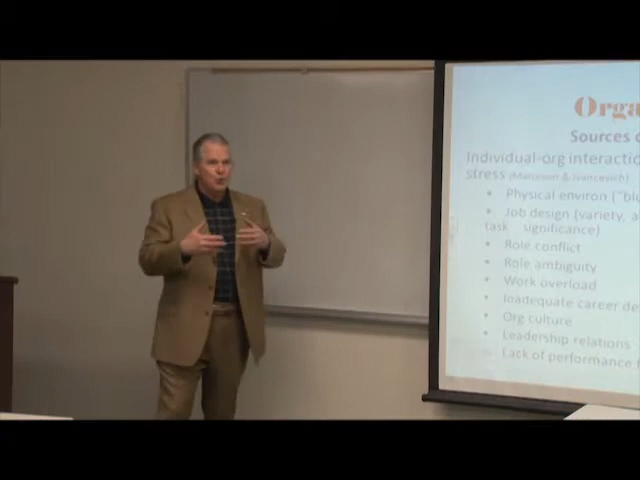 Orga
Sources o
Individual-org interactio
stress (Matteson & Ivancevich)
• Physical environ ("blu
• Job design (variety, a
(task significance)
• Role conflict
• Role ambiguity
• Work overload
• Inadequate career de
• Org culture
• Leadership relations
• Lack of performance f